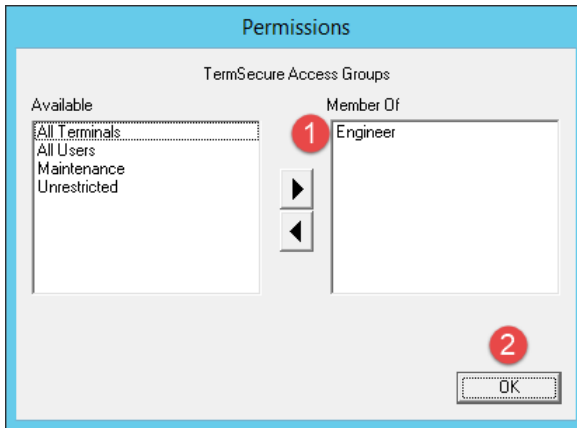 Permissions
TermSecure Access Groups
Available
Member Of
All Terminals
All Users
Maintenance
Unrestricted
1
Engineer
2
OK